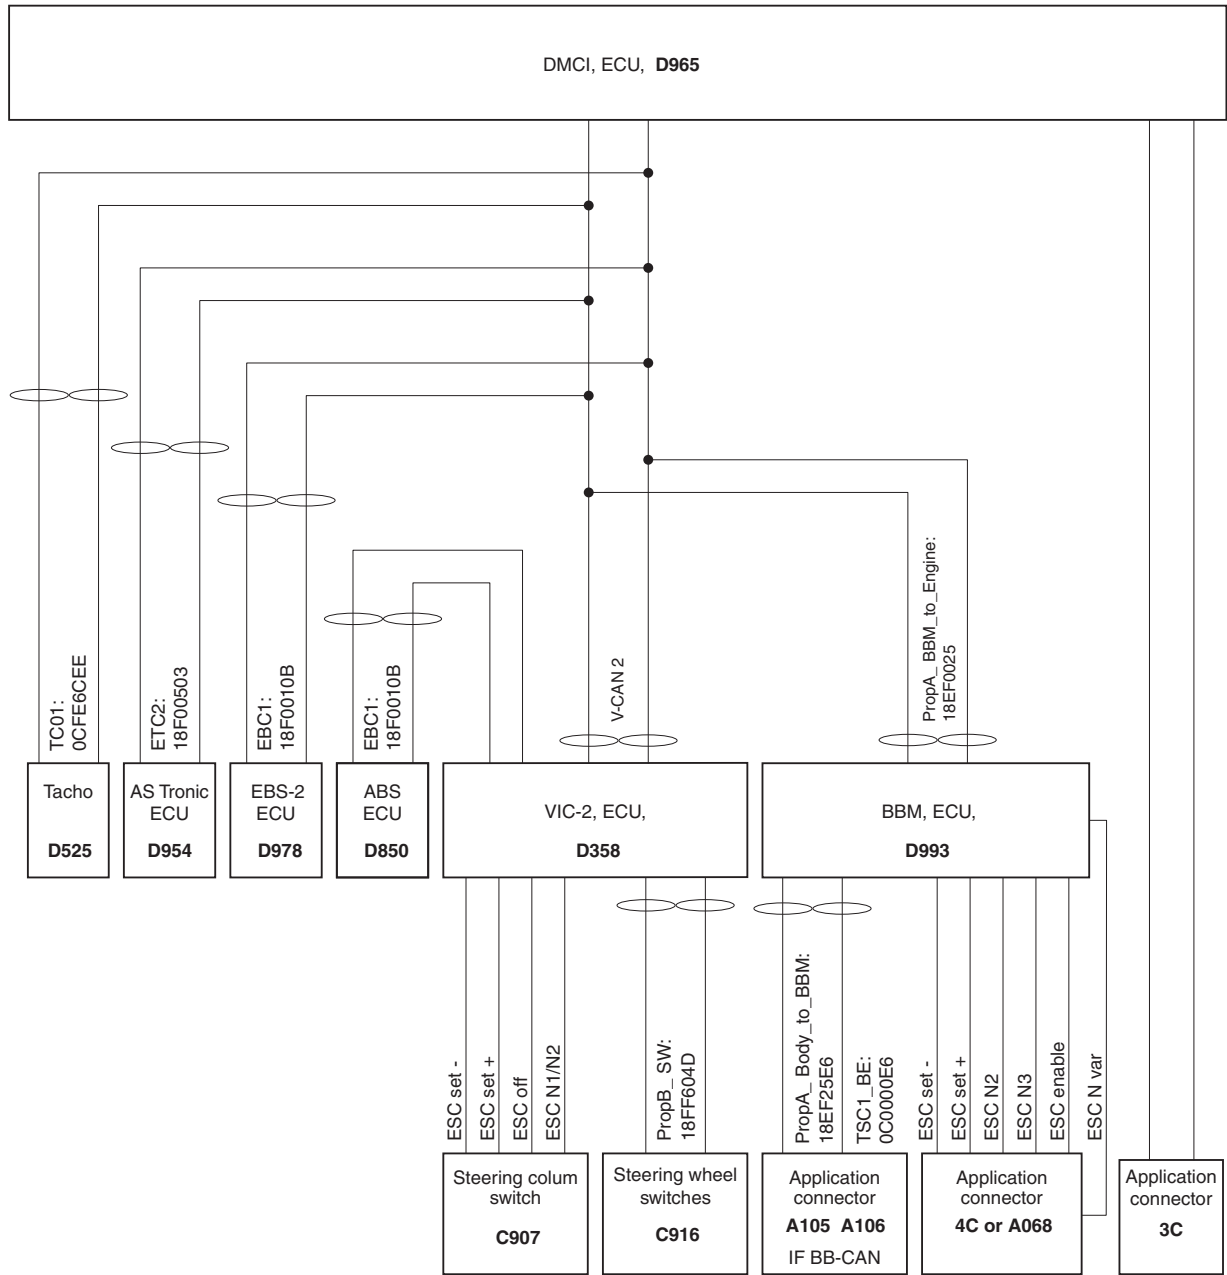 DMCI, ECU, D965
TC01:
0CFE6CEE
ETC2:
18F00503
EBC1:
18F0010B
EBC1:
18F0010B
V-CAN 2
PropA_ BBM_to_Engine:
18EF0025
Tacho
D525
AS Tronic
ECU
D954
EBS-2
ECU
D978
ABS
ECU
D850
VIC-2, ECU,
D358
BBM, ECU,
D993
ESC set -
ESC set +
ESC off
ESC N1/N2
PropB_ SW:
18FF604D
PropA_ Body_to_BBM:
18EF25E6
TSC1_BE:
0C0000E6
ESC set -
ESC set +
ESC N2
ESC N3
ESC enable
ESC N var
Steering colum
switch
C907
Steering wheel
switches
C916
Application
connector
A105 A106
IF BB-CAN
Application
connector
4C or A068
Application
connector
3C